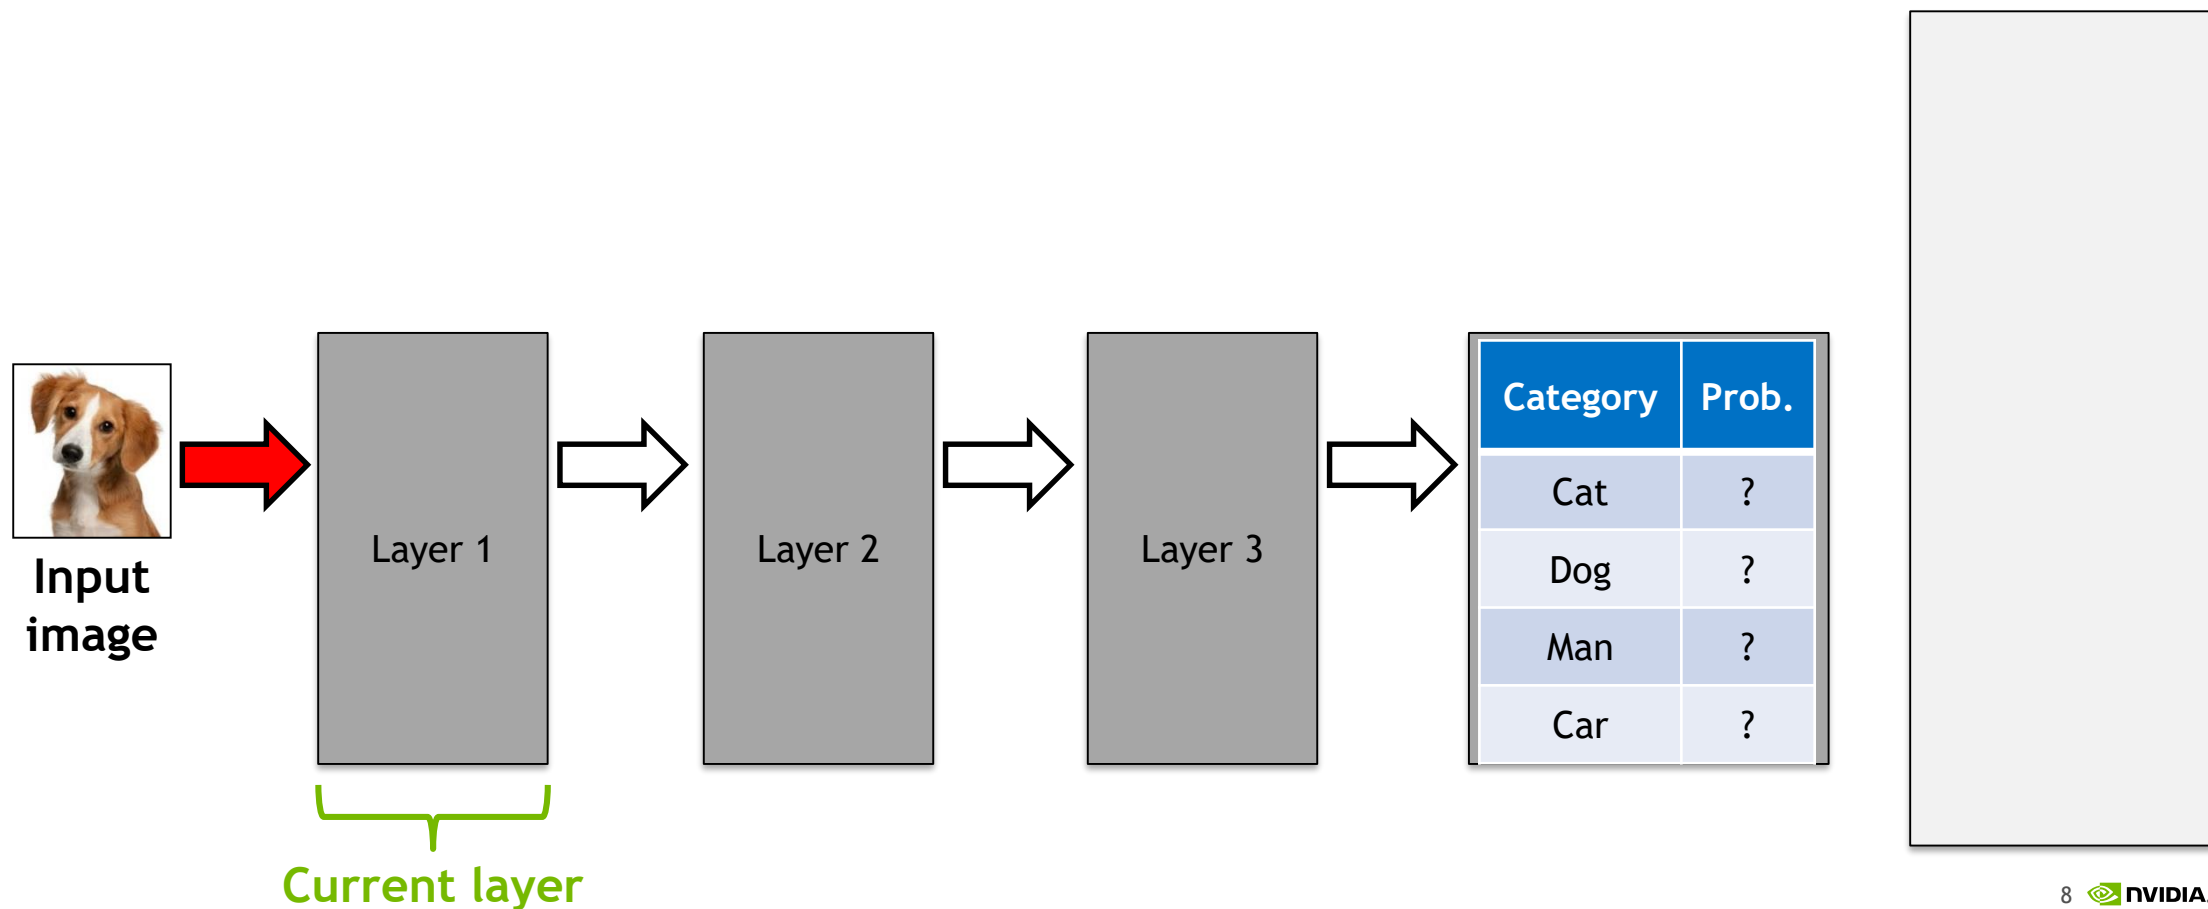 Input
image
Layer 1
Layer 2
Layer 3
Category Prob.
Cat ?
Dog ?
Man ?
Car ?
Current layer
8 NVIDIA